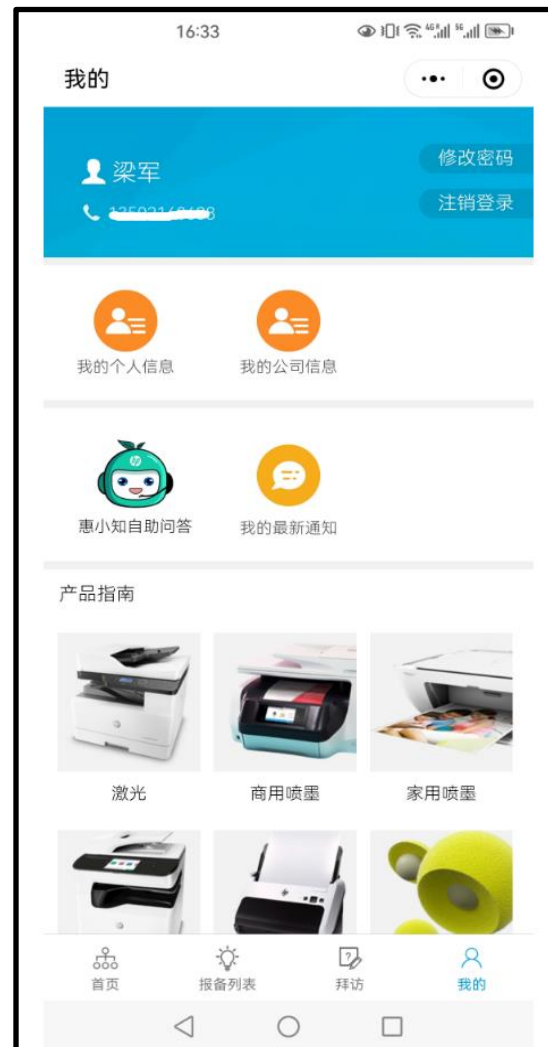 16:33
我的
梁军
修改密码
注销登录
我的个人信息
我的公司信息
惠小知自助问答
我的最新通知
产品指南
激光
商用喷墨
家用喷墨
首页
报备列表
拜访
我的